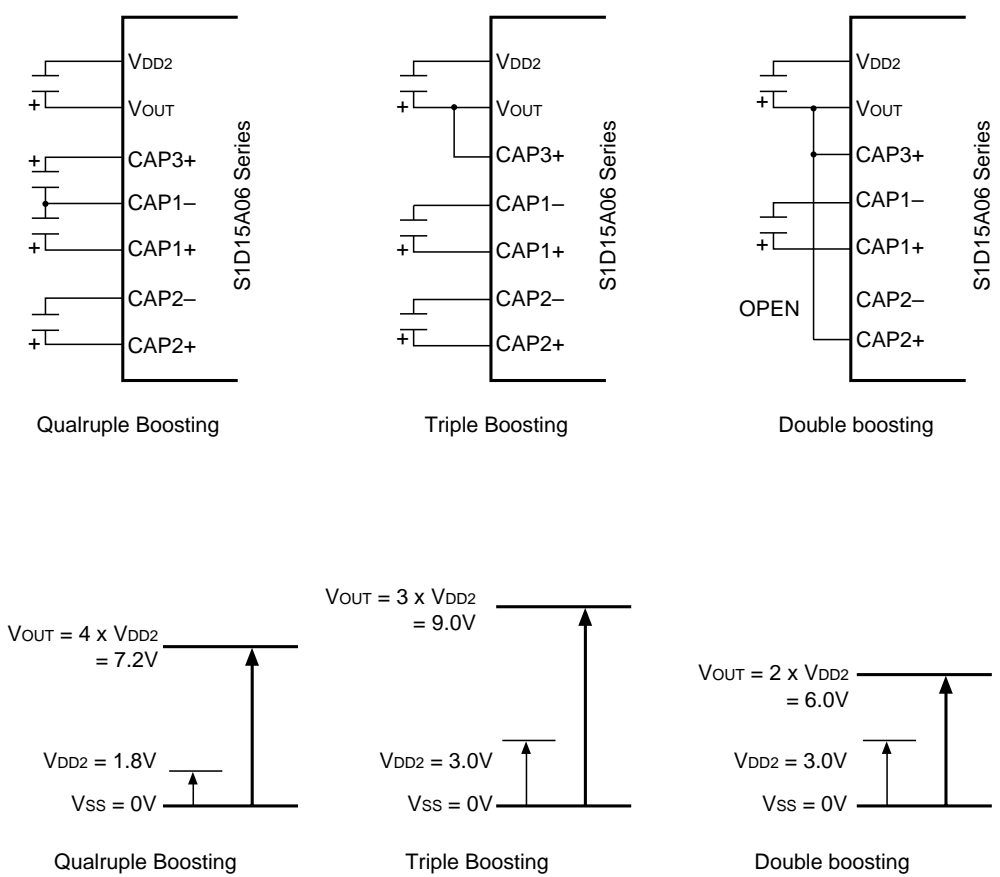 VDD2
+
VOUT
+
CAP3+
CAP1–
+
CAP1+
CAP2–
+
CAP2+
S1D15A06 Series
Qualruple Boosting
VDD2
+
VOUT
CAP3+
CAP1–
+
CAP1+
CAP2–
+
CAP2+
S1D15A06 Series
Triple Boosting
VDD2
+
VOUT
CAP3+
CAP1–
+
CAP1+
CAP2–
OPEN
CAP2+
S1D15A06 Series
Double boosting
VOUT = 4 x VDD2
= 7.2V
VDD2 = 1.8V
VSS = 0V
Qualruple Boosting
VOUT = 3 x VDD2
= 9.0V
VDD2 = 3.0V
VSS = 0V
Triple Boosting
VOUT = 2 x VDD2
= 6.0V
VDD2 = 3.0V
VSS = 0V
Double boosting